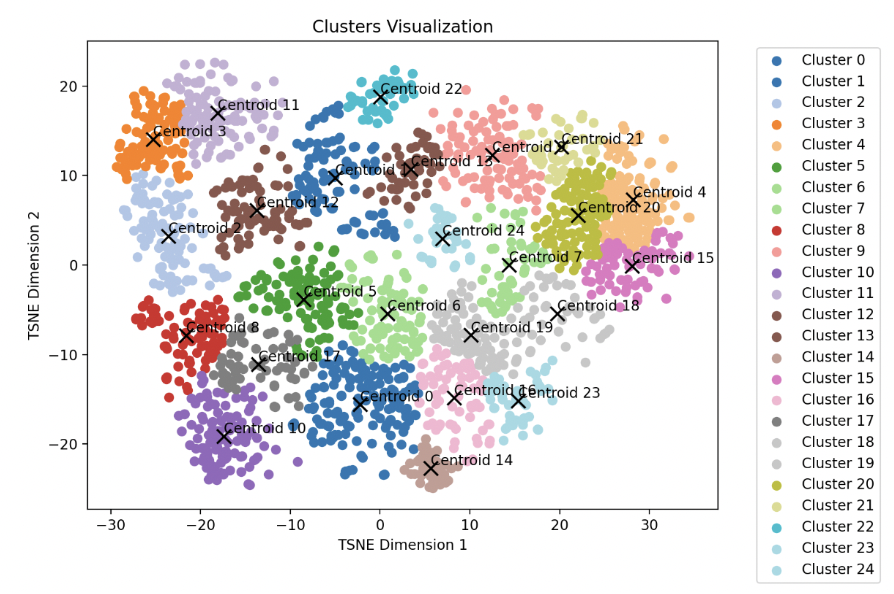 Clusters Visualization
TSNE Dimension 2
20
10
0
−10
−20
−30
−20
−10
0
10
20
30
TSNE Dimension 1
Centroid 22
Centroid 11
Centroid 3
Centroid 21
Centroid
Centroid 13
Centroid 1
Centroid 4
Centroid 12
Centroid 20
Centroid 2
Centroid 24
Centroid 7
Centroid 15
Centroid 5
Centroid 6
Centroid 18
Centroid 8
Centroid 19
Centroid 17
Centroid 0
Centroid 16
Centroid 23
Centroid 10
Centroid 14
Cluster 0
Cluster 1
Cluster 2
Cluster 3
Cluster 4
Cluster 5
Cluster 6
Cluster 7
Cluster 8
Cluster 9
Cluster 10
Cluster 11
Cluster 12
Cluster 13
Cluster 14
Cluster 15
Cluster 16
Cluster 17
Cluster 18
Cluster 19
Cluster 20
Cluster 21
Cluster 22
Cluster 23
Cluster 24